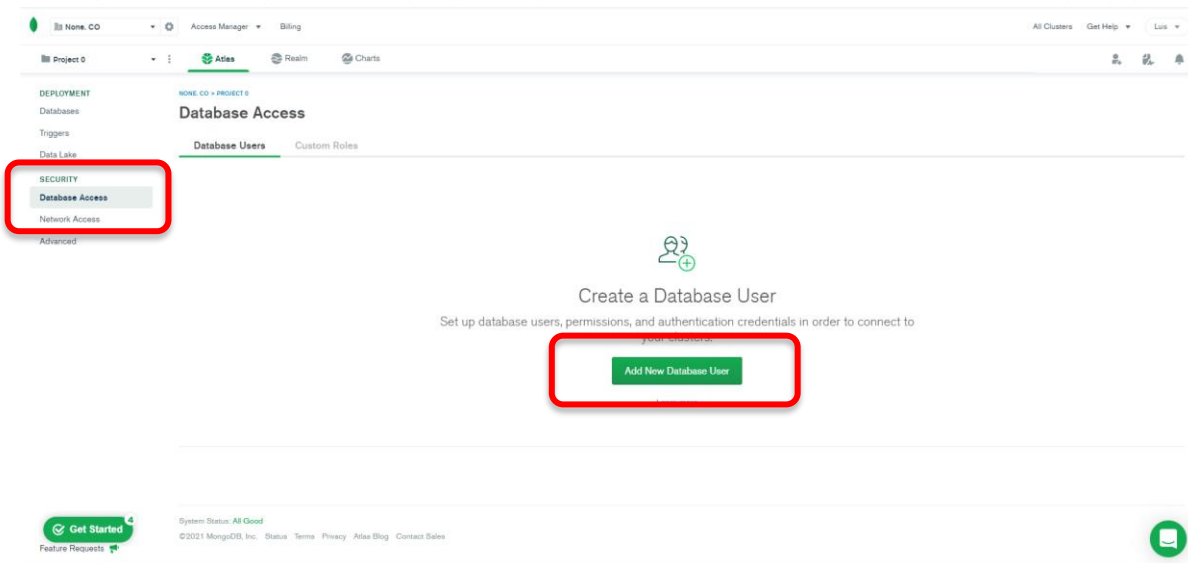 None. CO Access Manager Billing All Clusters Get Help Luis
Project 0 Atlas Realm Charts
DEPLOYMENT
Databases
Triggers
Data Lake
SECURITY
Database Access
Network Access
Advanced
NONE. CO > PROJECT 0
Database Access
Database Users Custom Roles
Create a Database User
Set up database users, permissions, and authentication credentials in order to connect to
your clusters.
Add New Database User
Get Started 4
Feature Requests
System Status: All Good
©2021 MongoDB, Inc. Status Terms Privacy Atlas Blog Contact Sales